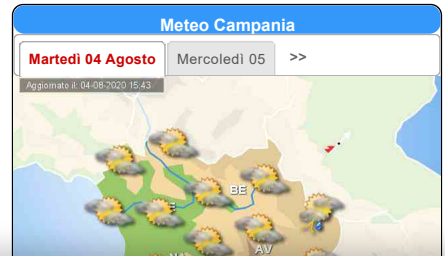 Meteo Campania
Martedì 04 Agosto
Mercoledì 05
>>
Aggiornato il: 04-08-2020 15:43
BE
AV